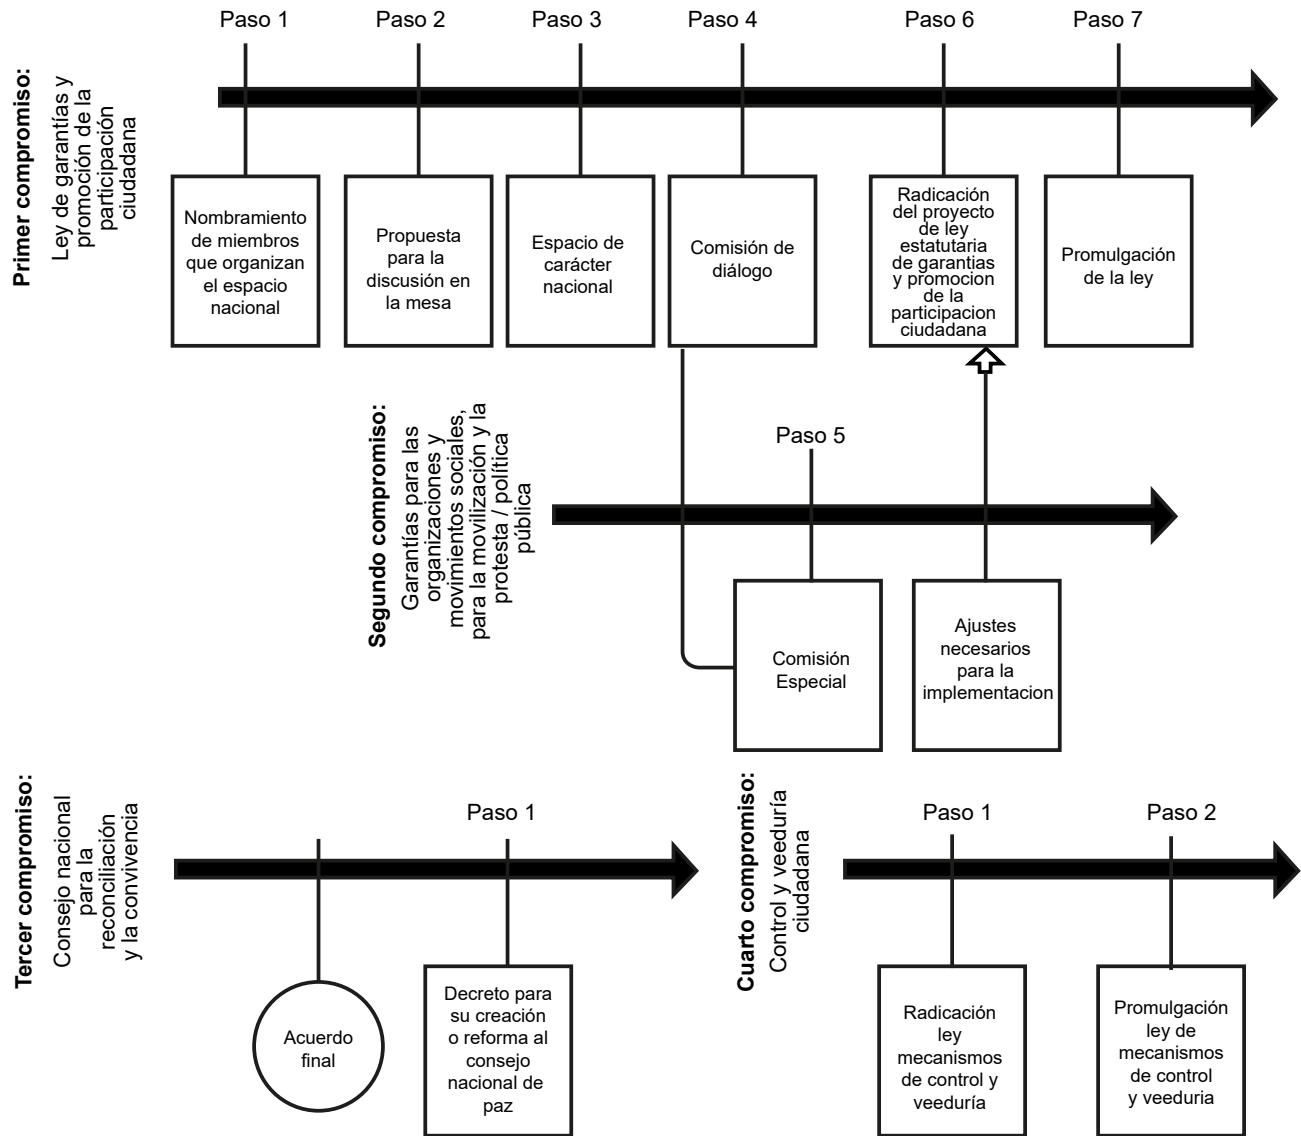 Paso 1
Paso 2
Paso 3
Paso 4
Paso 6
Paso 7
Primer compromiso:
Ley de garantías y
promoción de la
participación
ciudadana
Nombramiento
de miembros
que organizan
el espacio
nacional
Propuesta
para la
discusión en
la mesa
Espacio de
carácter
nacional
Comisión de
diálogo
Radicación
del proyecto
de ley
estatutaria
de garantias
y promocion
de la
participacion
ciudadana
Promulgación
de la ley
Segundo compromiso:
Garantías para las
organizaciones y
movimientos sociales,
para la movilización y la
protesta / política
pública
Paso 5
Comisión
Especial
Ajustes
necesarios
para la
implementacion
Tercer compromiso:
Consejo nacional
para la
reconciliación
y la convivencia
Paso 1
Acuerdo
final
Decreto para
su creación
o reforma al
consejo
nacional de
paz
Cuarto compromiso:
Control y veeduría
ciudadana
Paso 1
Paso 2
Radicación
ley
mecanismos
de control y
veeduría
Promulgación
ley de
mecanismos
de control
y veeduria